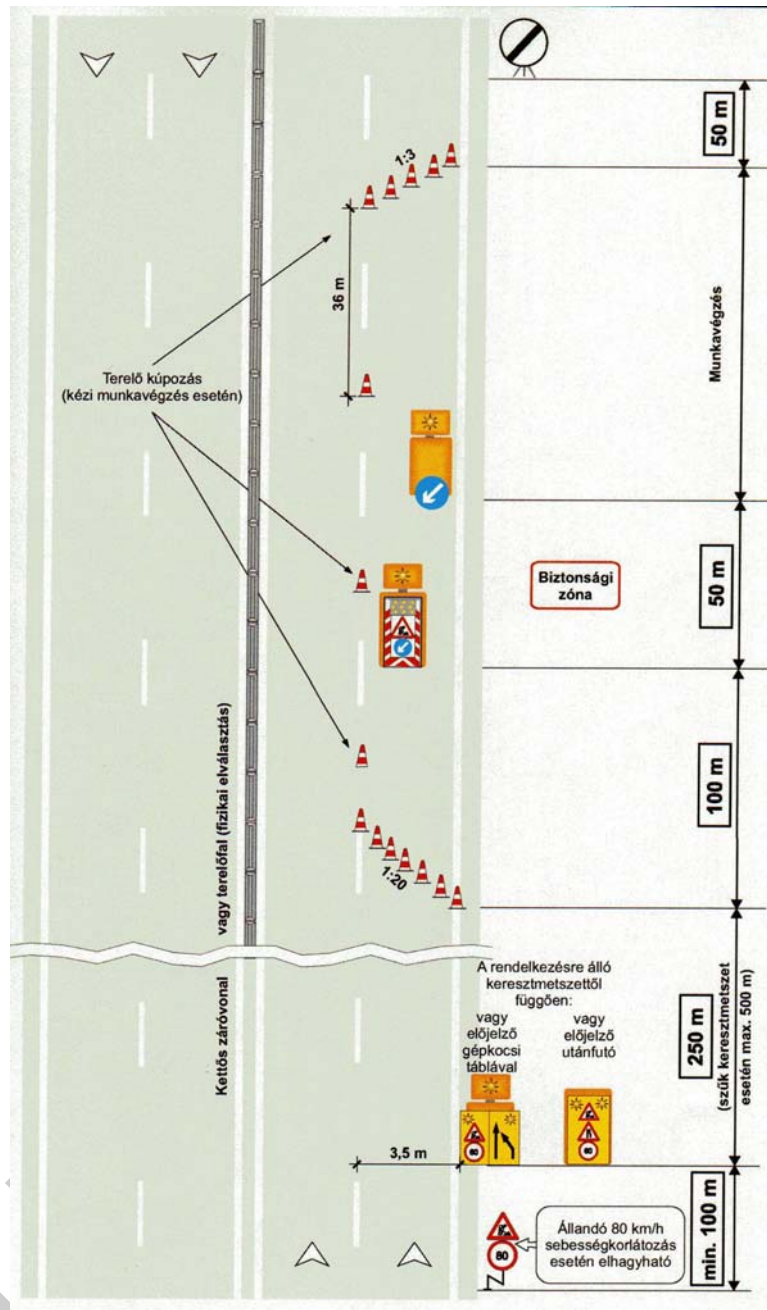 50 m
1:3
36 m
Munkavégzés
Terelő kúpozás
(kézi munkavégzés esetén)
Biztonsági
zóna
50 m
100 m
1:20
Kettős záróvonal vagy terelőfal (fizikai elválasztás)
A rendelkezésre álló
keresztmetszettől
függően:
vagy
előjelző
gépkocsi
táblával
vagy
előjelző
utánfutó
250 m
(szűk keresztmetszet
esetén max. 500 m)
80
80
3,5 m
min. 100 m
80
Állandó 80 km/h
sebességkorlátozás
esetén elhagyható